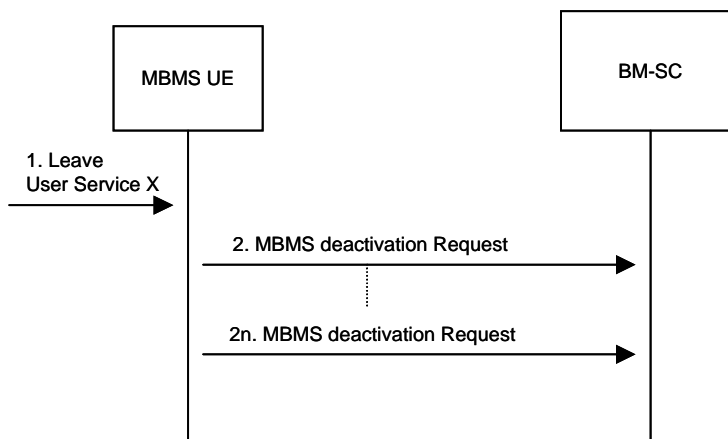 MBMS UE
BM-SC
1. Leave
User Service X
2. MBMS deactivation Request
2n. MBMS deactivation Request